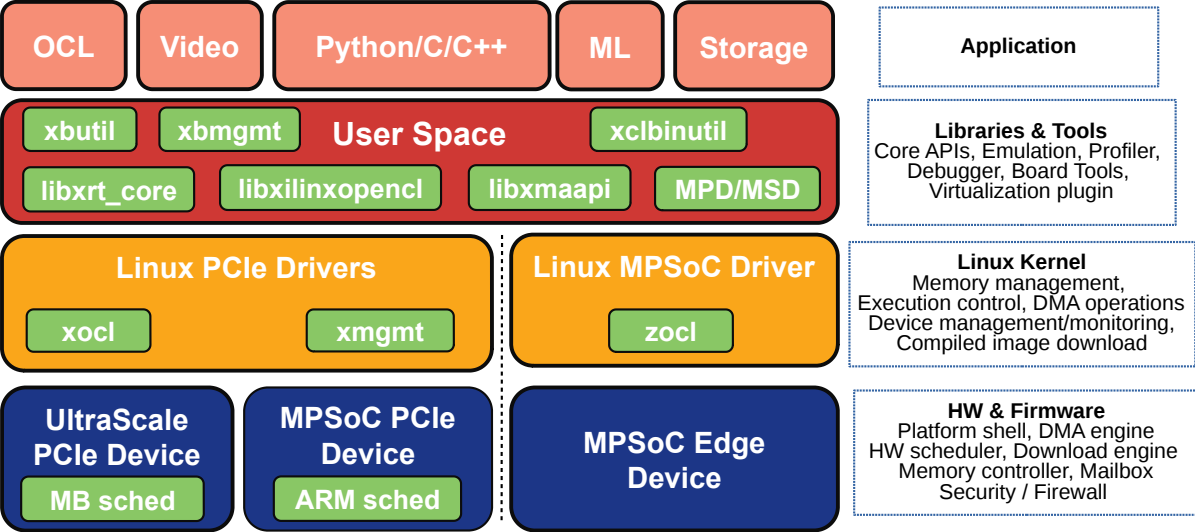 OCL
Video
Python/C/C++
ML
Storage
Application
xbutil
xbmgmt
User Space
xclbinutil
libxrt_core
libxilinxopencl
libxmaapi
MPD/MSD
Libraries & Tools
Core APIs, Emulation, Profiler,
Debugger, Board Tools,
Virtualization plugin
Linux PCIe Drivers
xocl
xmgmt
Linux MPSoC Driver
zocl
Linux Kernel
Memory management,
Execution control, DMA operations
Device management/monitoring,
Compiled image download
UltraScale
PCIe Device
MB sched
MPSoC PCIe
Device
ARM sched
MPSoC Edge
Device
HW & Firmware
Platform shell, DMA engine
HW scheduler, Download engine
Memory controller, Mailbox
Security / Firewall